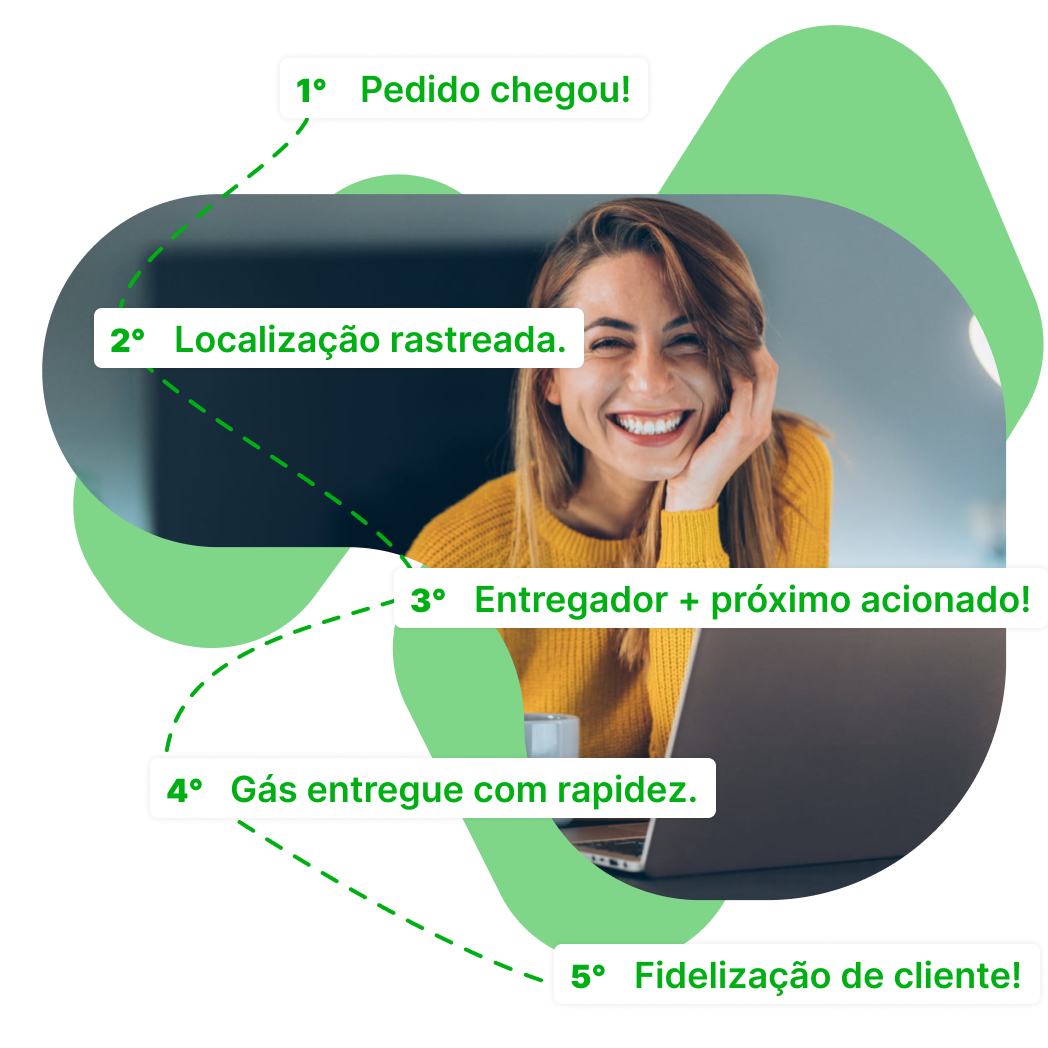 1° Pedido chegou!
2° Localização rastreada.
3° Entregador + próximo acionado!
4° Gás entregue com rapidez.
5° Fidelização de cliente!